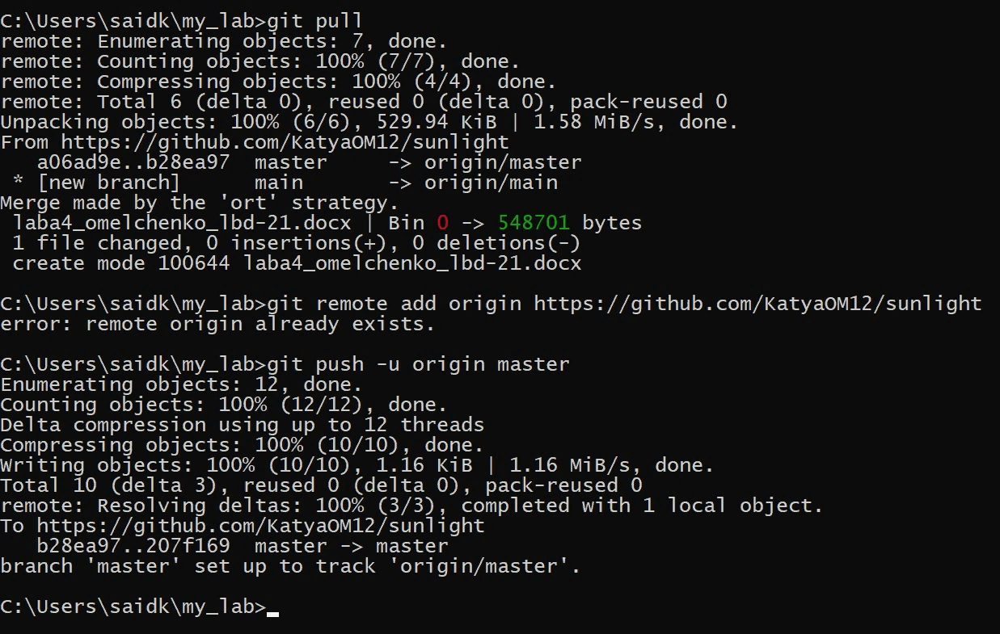 C:\Users\saidk\my_lab>git pull
remote: Enumerating objects: 7, done.
remote: Counting objects: 100% (7/7), done.
remote: Compressing objects: 100% (4/4), done.
remote: Total 6 (delta 0), reused 0 (delta 0), pack-reused 0
Unpacking objects: 100% (6/6), 529.94 KiB | 1.58 MiB/s, done.
From https://github.com/KatyaOM12/sunlight
   a06ad9e..b28ea97  master     -> origin/master
 * [new branch]      main       -> origin/main
Merge made by the 'ort' strategy.
 laba4_omelchenko_lbd-21.docx | Bin 0 -> 548701 bytes
 1 file changed, 0 insertions(+), 0 deletions(-)
 create mode 100644 laba4_omelchenko_lbd-21.docx
C:\Users\saidk\my_lab>git remote add origin https://github.com/KatyaOM12/sunlight
error: remote origin already exists.
C:\Users\saidk\my_lab>git push -u origin master
Enumerating objects: 12, done.
Counting objects: 100% (12/12), done.
Delta compression using up to 12 threads
Compressing objects: 100% (10/10), done.
Writing objects: 100% (10/10), 1.16 KiB | 1.16 MiB/s, done.
Total 10 (delta 3), reused 0 (delta 0), pack-reused 0
remote: Resolving deltas: 100% (3/3), completed with 1 local object.
To https://github.com/KatyaOM12/sunlight
   b28ea97..207f169  master -> master
branch 'master' set up to track 'origin/master'.
C:\Users\saidk\my_lab>